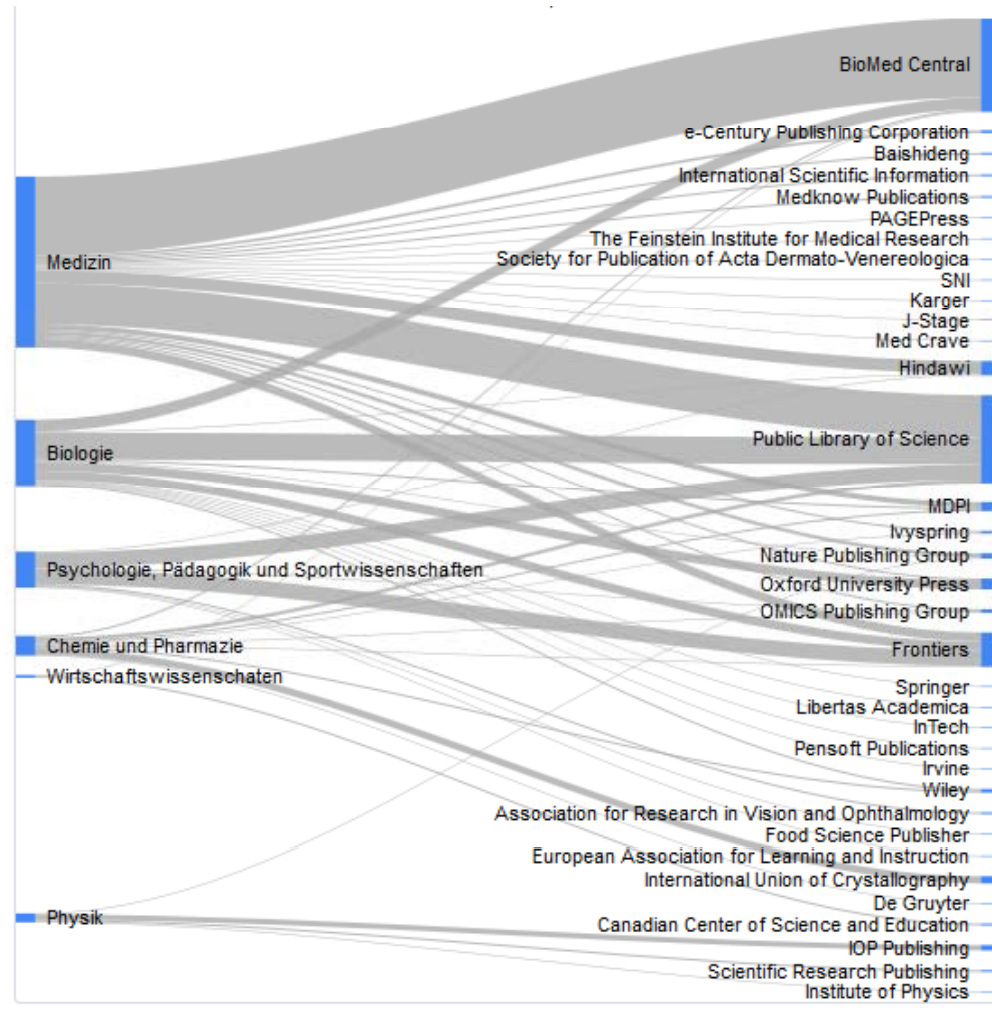 BioMed Central
e-Century Publishing Corporation
Baishideng
International Scientific Information
Medknow Publications
PAGEPress
The Feinstein Institute for Medical Research
Society for Publication of Acta Dermato-Venereologica
Medizin
SNI
Karger
J-Stage
Med Crave
Hindawi
Public Library of Science
Biologie
MDPI
Ivyspring
Nature Publishing Group
Psychologie, Pädagogik und Sportwissenschaften
Oxford University Press
OMICS Publishing Group
Chemie und Pharmazie
Frontiers
Wirtschaftswissenschaten
Springer
Libertas Academica
InTech
Pensoft Publications
Irvine
Wiley
Association for Research in Vision and Ophthalmology
Food Science Publisher
European Association for Learning and Instruction
International Union of Crystallography
De Gruyter
Physik
Canadian Center of Science and Education
IOP Publishing
Scientific Research Publishing
Institute of Physics